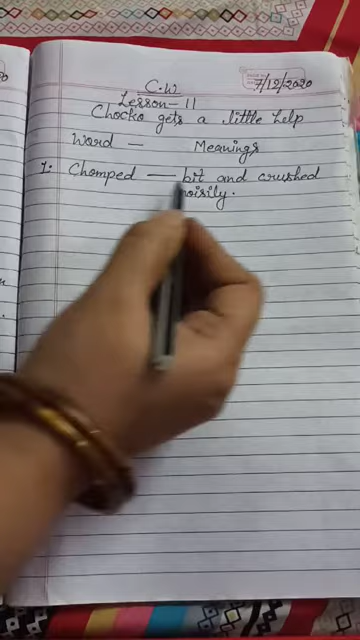 C.W
7/12/2020
Lesson-11
Chocko gets a little help
Word — Meanings
1: Chomped — bit and crushed
noisily.